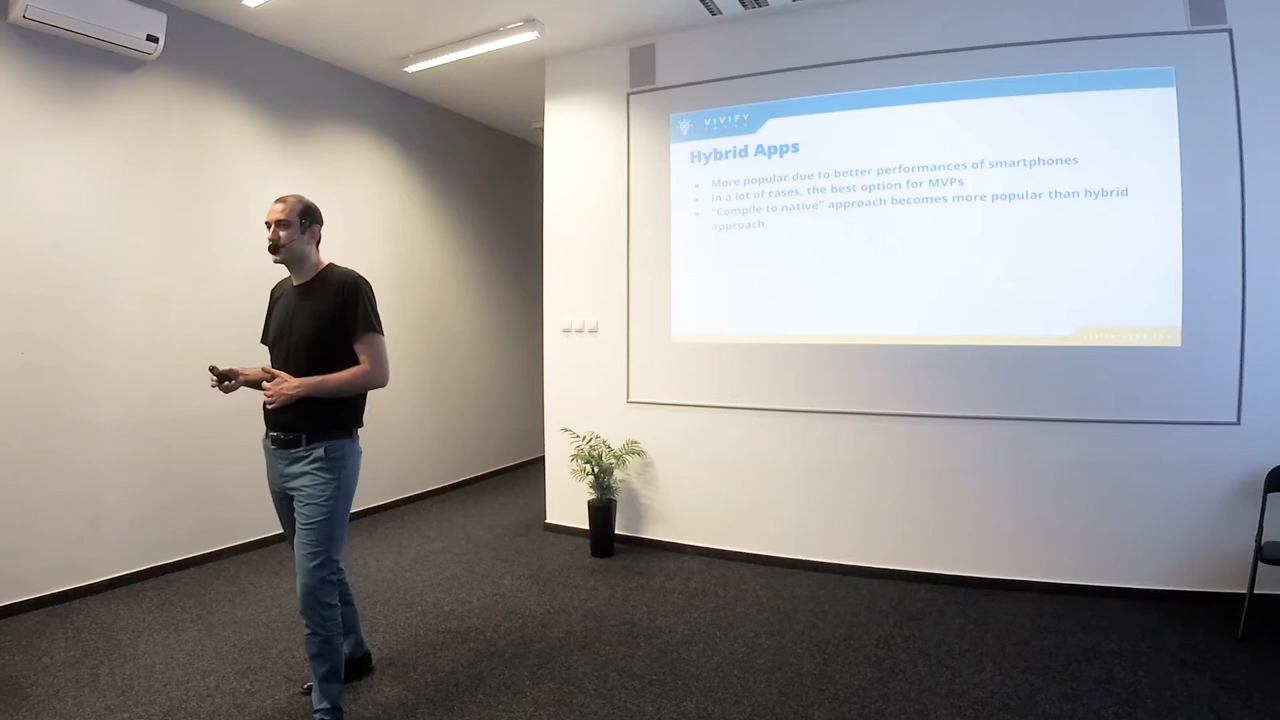 VIVIFY
Hybrid Apps
• More popular due to better performances of smartphones
• In a lot of cases, the best option for MVPs
• "Compile to native" approach becomes more popular than hybrid
approach